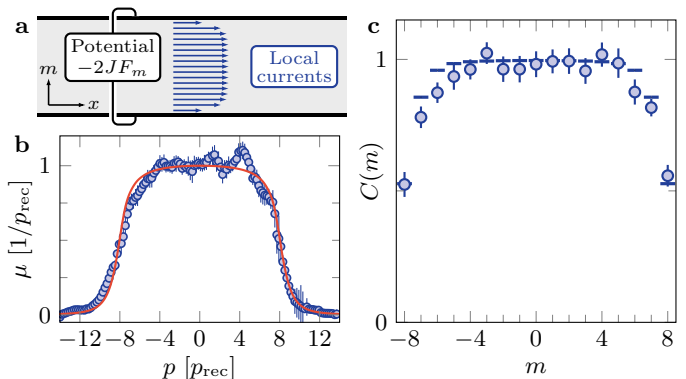 a
Potential
−2JF_m
Local
currents
m
x
b
μ [1/p_rec]
1
0
−12 −8 −4 0 4 8 12
p [p_rec]
c
C(m)
1
0
−8 −4 0 4 8
m